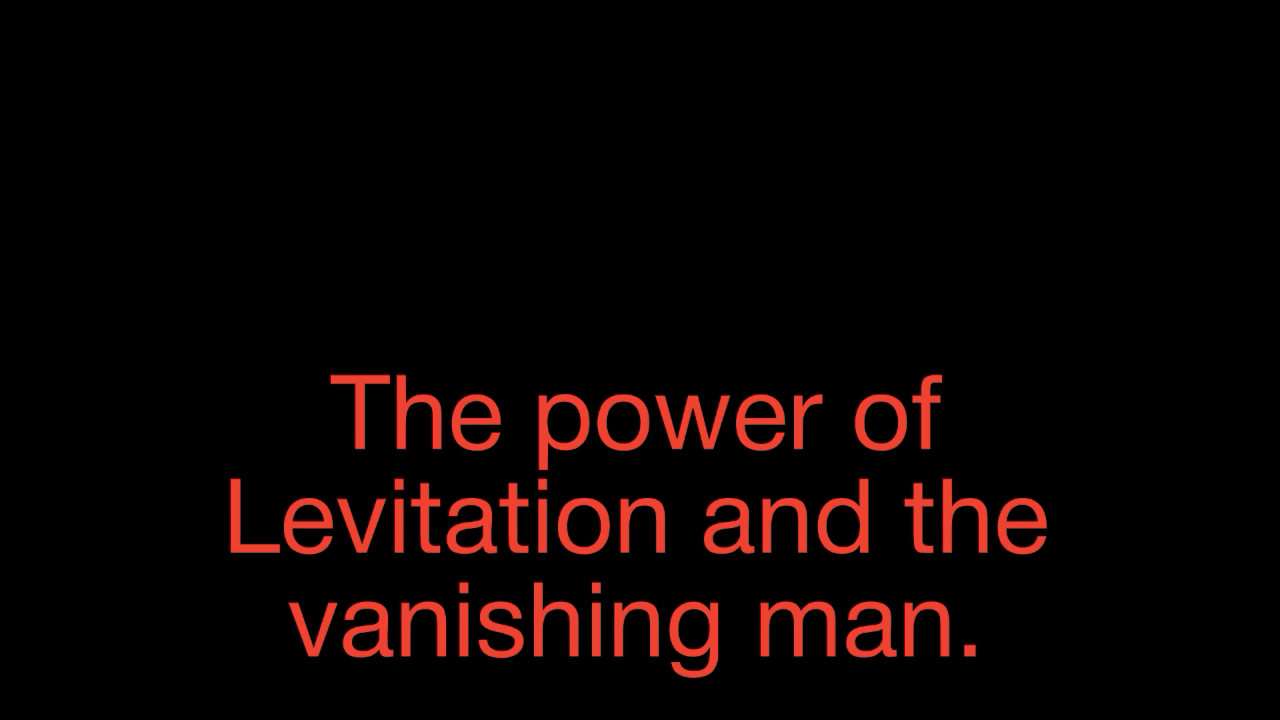 The power of
Levitation and the
vanishing man.